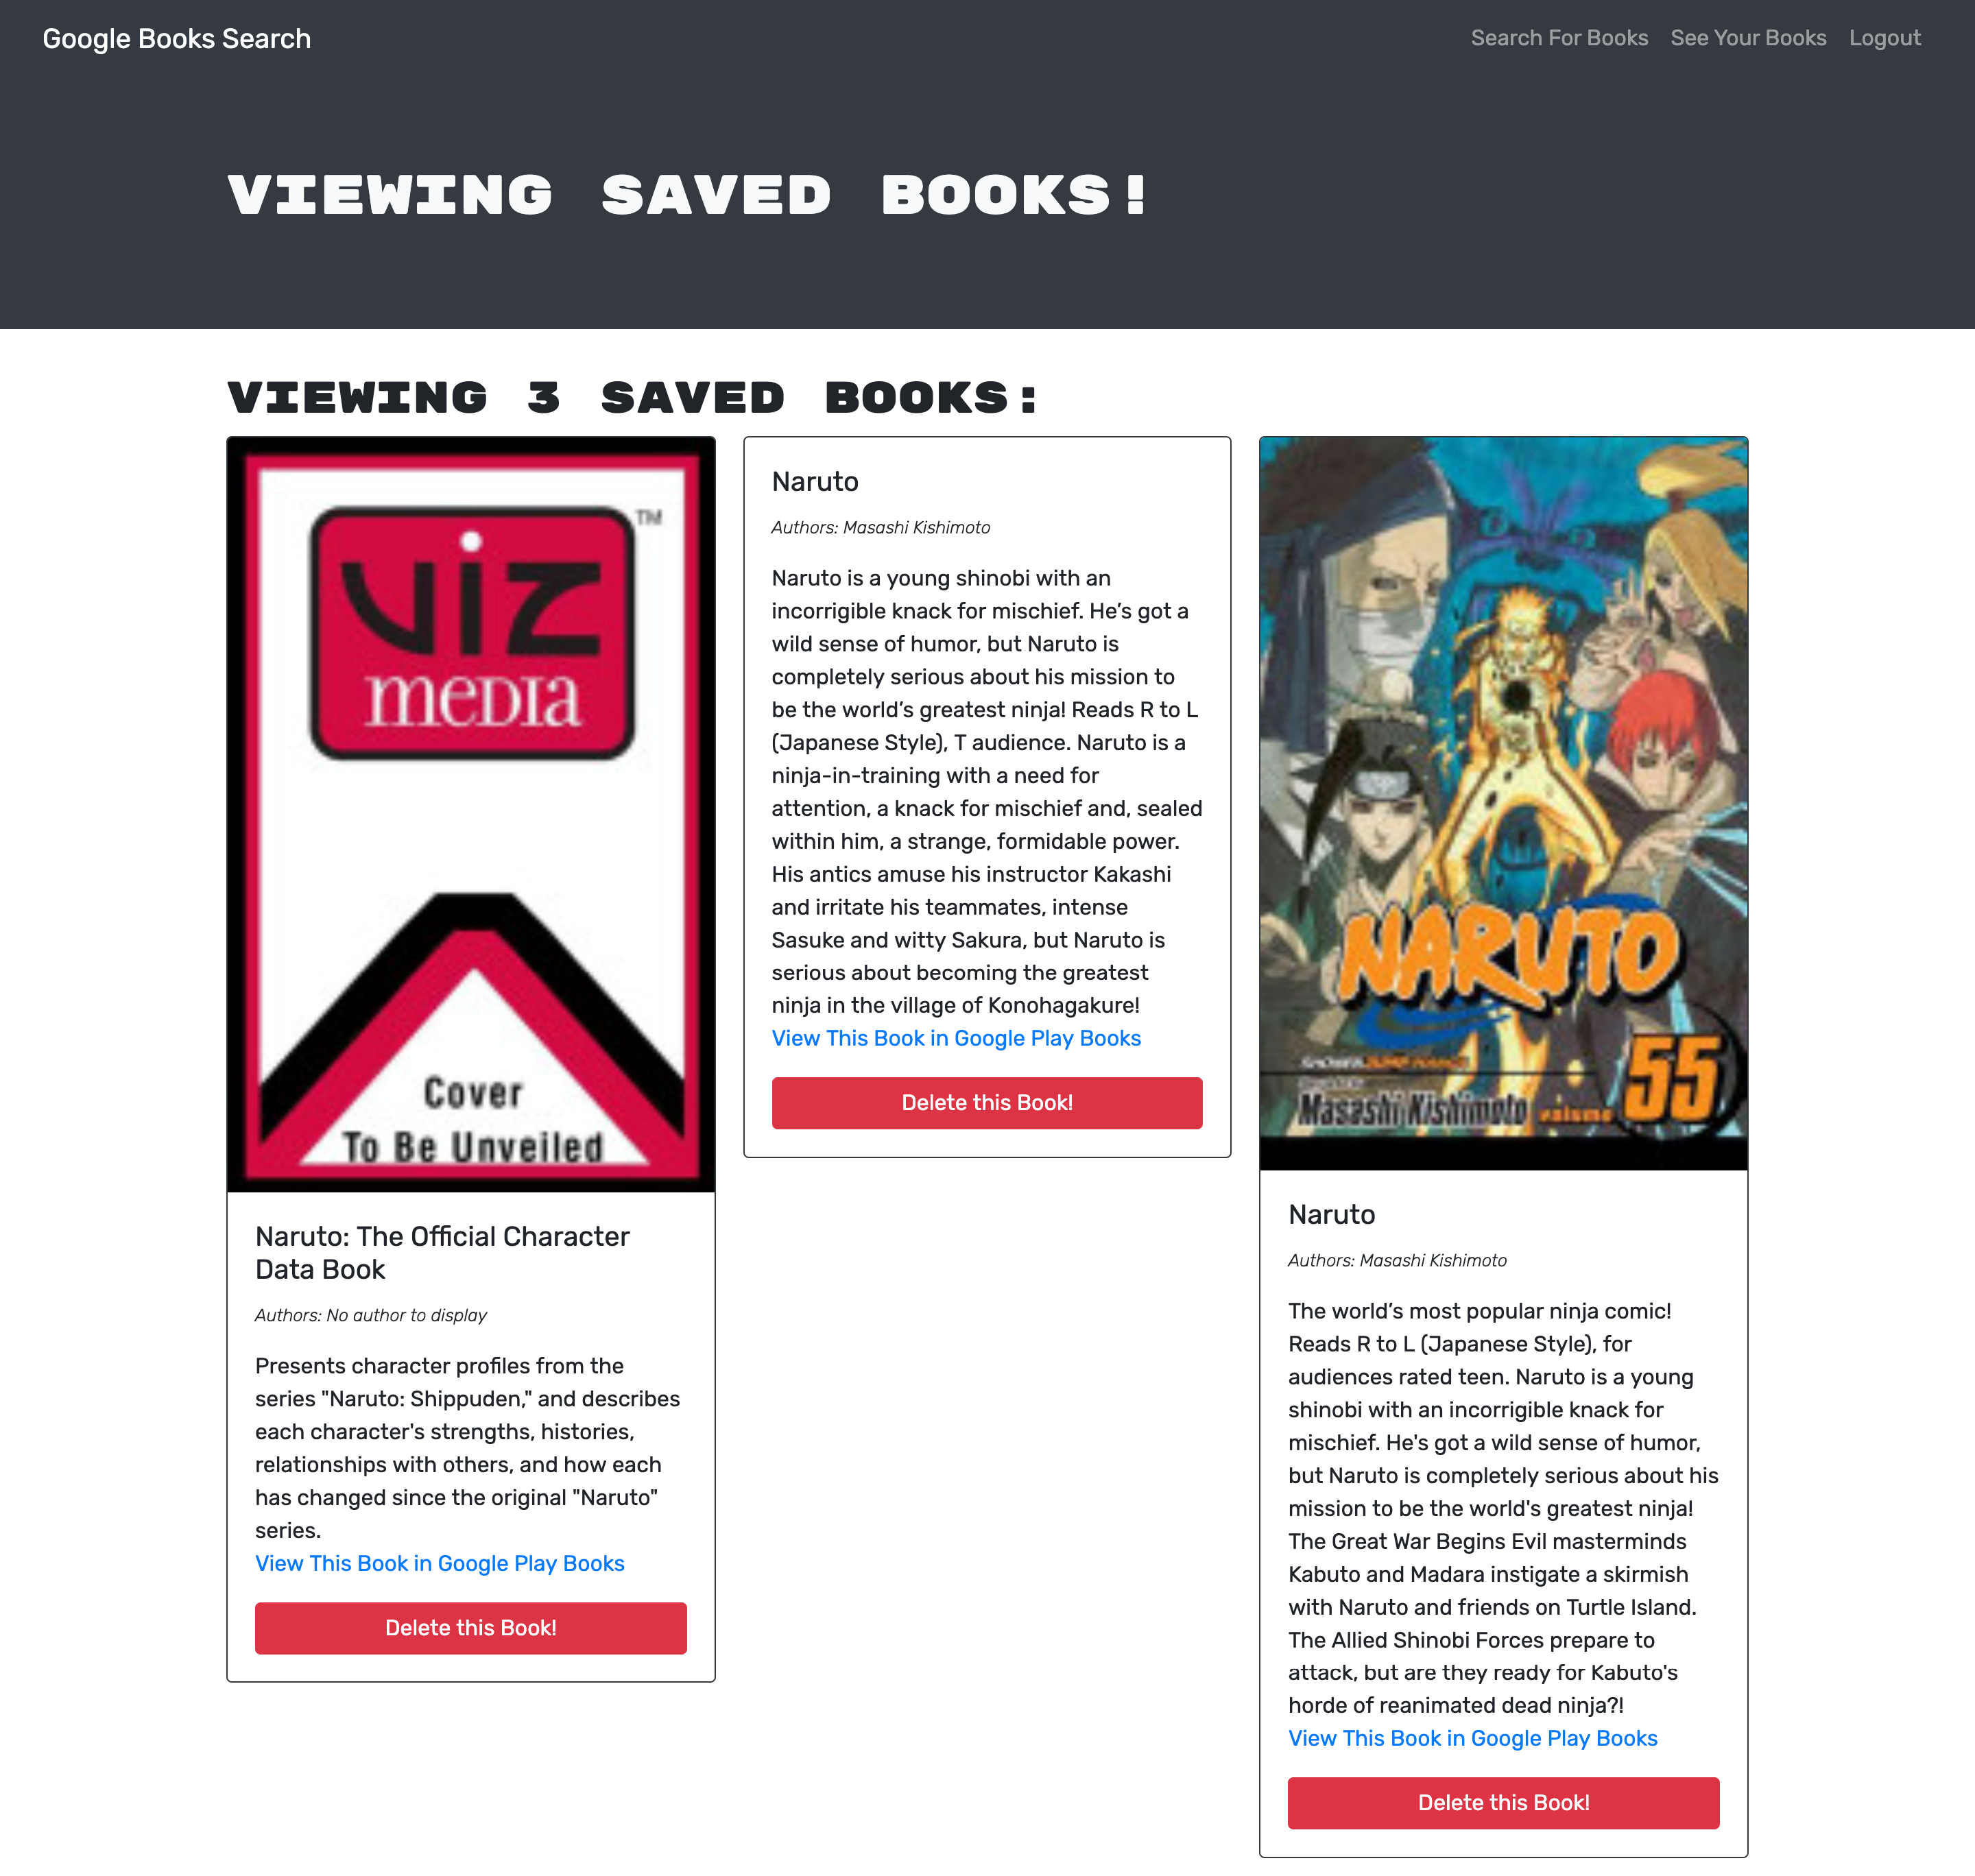 Google Books Search
Search For Books
See Your Books
Logout
VIEWING SAVED BOOKS!
VIEWING 3 SAVED BOOKS:
TM
viz
media
Cover
To Be Unveiled
Naruto: The Official Character
Data Book
Authors: No author to display
Presents character profiles from the
series "Naruto: Shippuden," and describes
each character's strengths, histories,
relationships with others, and how each
has changed since the original "Naruto"
series.
View This Book in Google Play Books
Delete this Book!
Naruto
Authors: Masashi Kishimoto
Naruto is a young shinobi with an
incorrigible knack for mischief. He’s got a
wild sense of humor, but Naruto is
completely serious about his mission to
be the world’s greatest ninja! Reads R to L
(Japanese Style), T audience. Naruto is a
ninja-in-training with a need for
attention, a knack for mischief and, sealed
within him, a strange, formidable power.
His antics amuse his instructor Kakashi
and irritate his teammates, intense
Sasuke and witty Sakura, but Naruto is
serious about becoming the greatest
ninja in the village of Konohagakure!
View This Book in Google Play Books
Delete this Book!
NARUTO
55
Masashi Kishimoto
volume
Naruto
Authors: Masashi Kishimoto
The world’s most popular ninja comic!
Reads R to L (Japanese Style), for
audiences rated teen. Naruto is a young
shinobi with an incorrigible knack for
mischief. He's got a wild sense of humor,
but Naruto is completely serious about his
mission to be the world's greatest ninja!
The Great War Begins Evil masterminds
Kabuto and Madara instigate a skirmish
with Naruto and friends on Turtle Island.
The Allied Shinobi Forces prepare to
attack, but are they ready for Kabuto's
horde of reanimated dead ninja?!
View This Book in Google Play Books
Delete this Book!